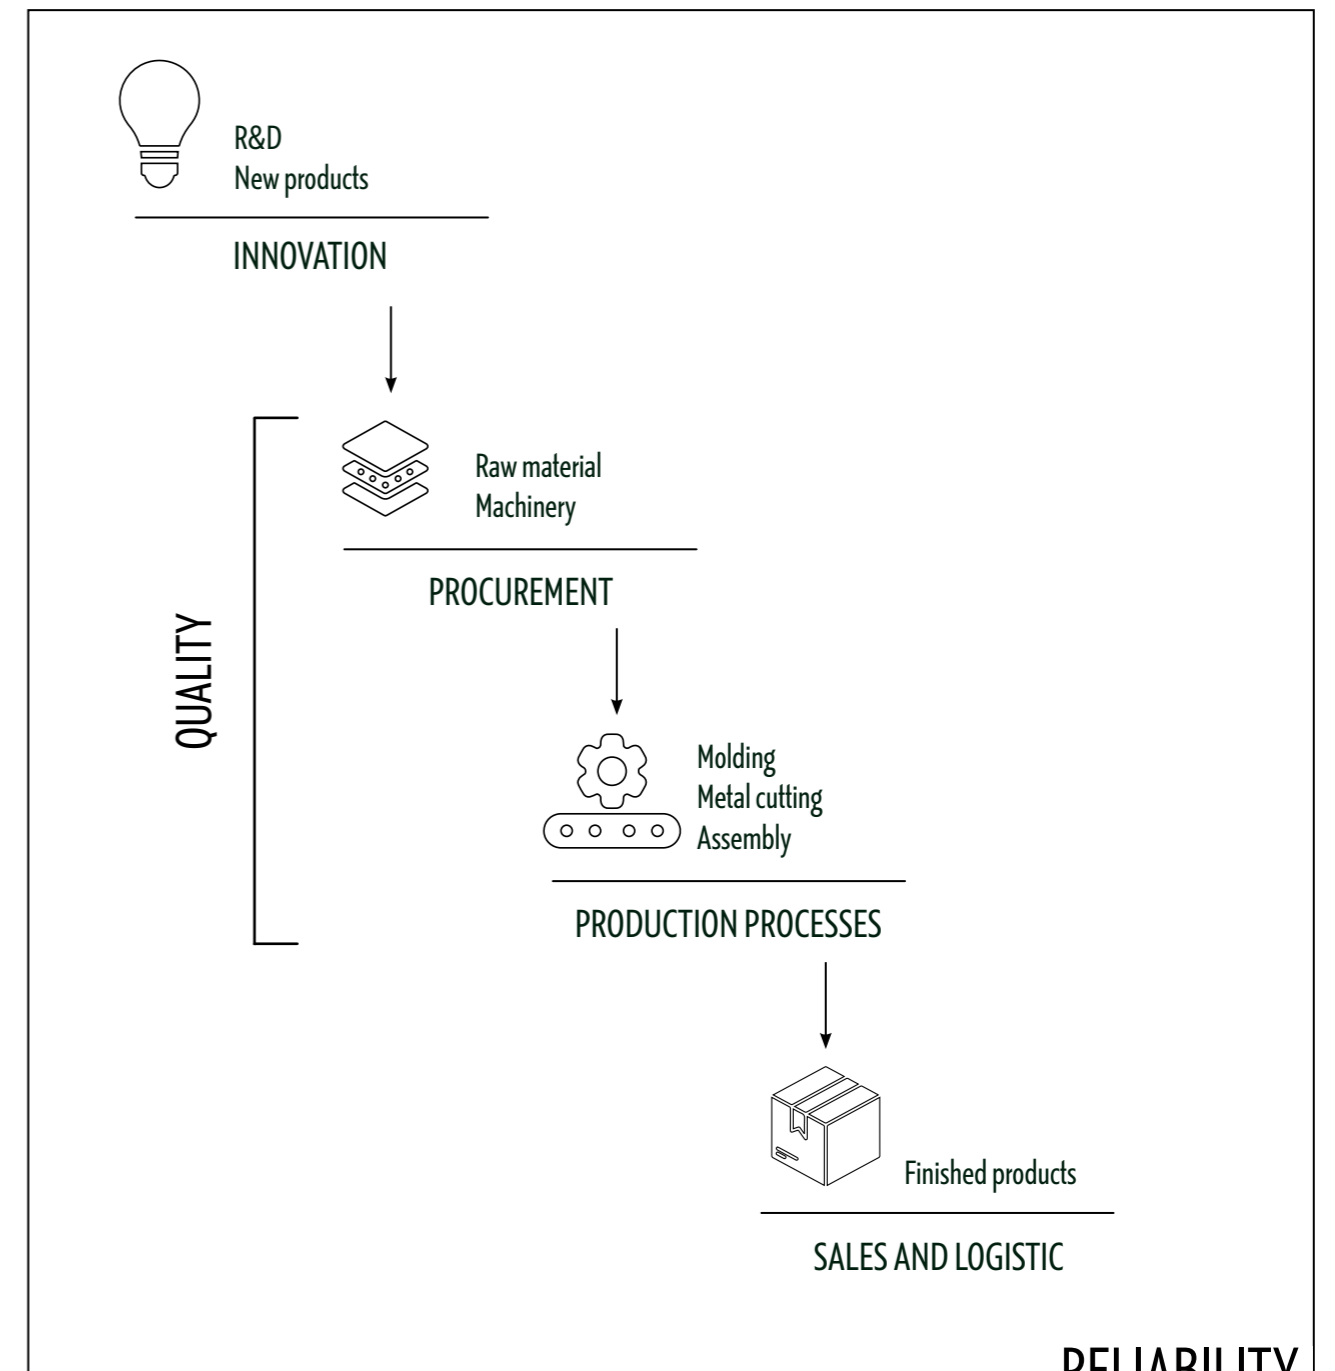 R&D
New products
INNOVATION
Raw material
Machinery
PROCUREMENT
QUALITY
Molding
Metal cutting
Assembly
PRODUCTION PROCESSES
Finished products
SALES AND LOGISTIC
RELIABILITY